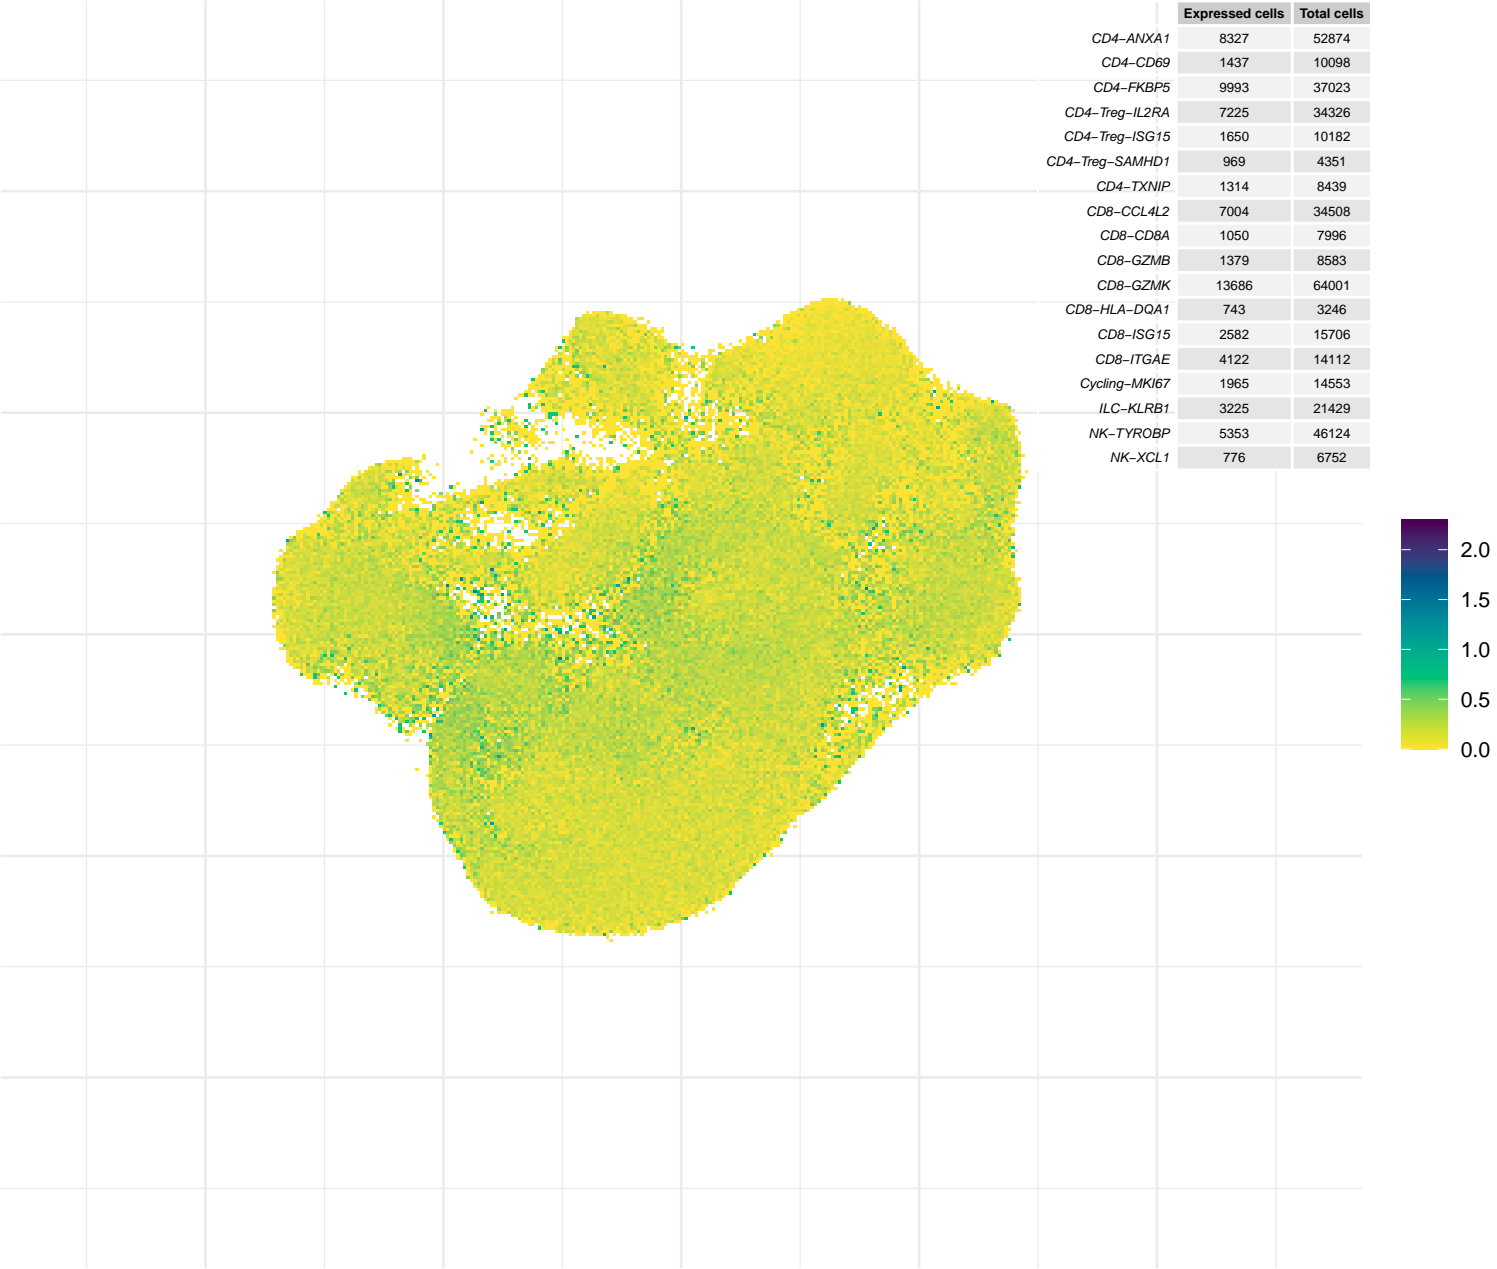 Expressed cells Total cells
CD4−ANXA1 8327 52874
CD4−CD69 1437 10098
CD4−FKBP5 9993 37023
CD4−Treg−IL2RA 7225 34326
CD4−Treg−ISG15 1650 10182
CD4−Treg−SAMHD1 969 4351
CD4−TXNIP 1314 8439
CD8−CCL4L2 7004 34508
CD8−CD8A 1050 7996
CD8−GZMB 1379 8583
CD8−GZMK 13686 64001
CD8−HLA−DQA1 743 3246
CD8−ISG15 2582 15706
CD8−ITGAE 4122 14112
Cycling−MKI67 1965 14553
ILC−KLRB1 3225 21429
NK−TYROBP 5353 46124
NK−XCL1 776 6752
2.0
1.5
1.0
0.5
0.0